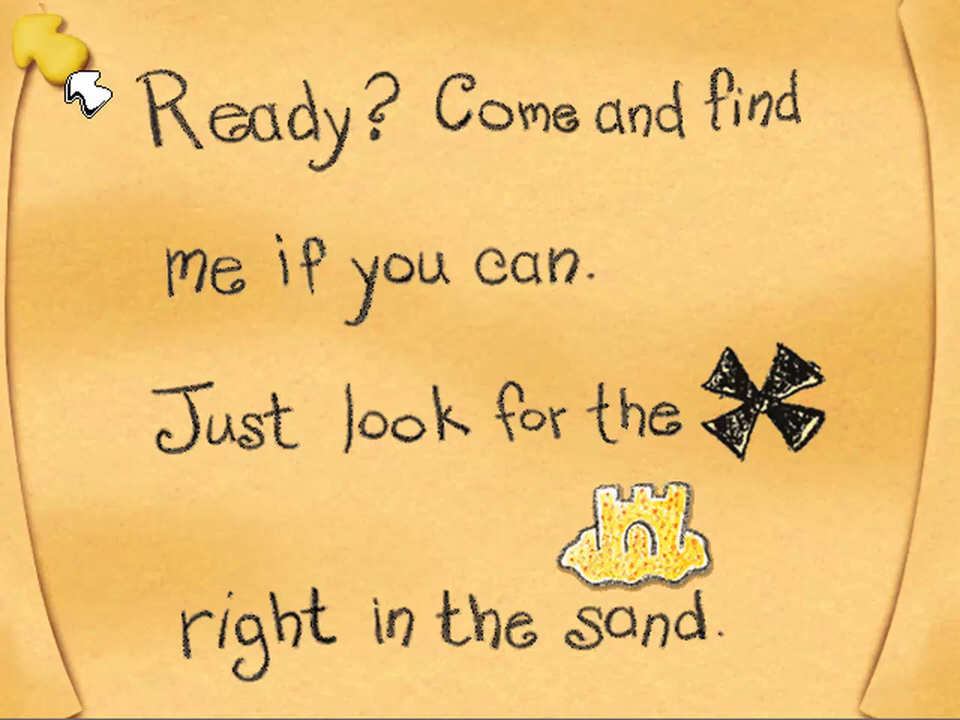 Ready? Come and find
me if you can.
Just look for the
right in the sand.